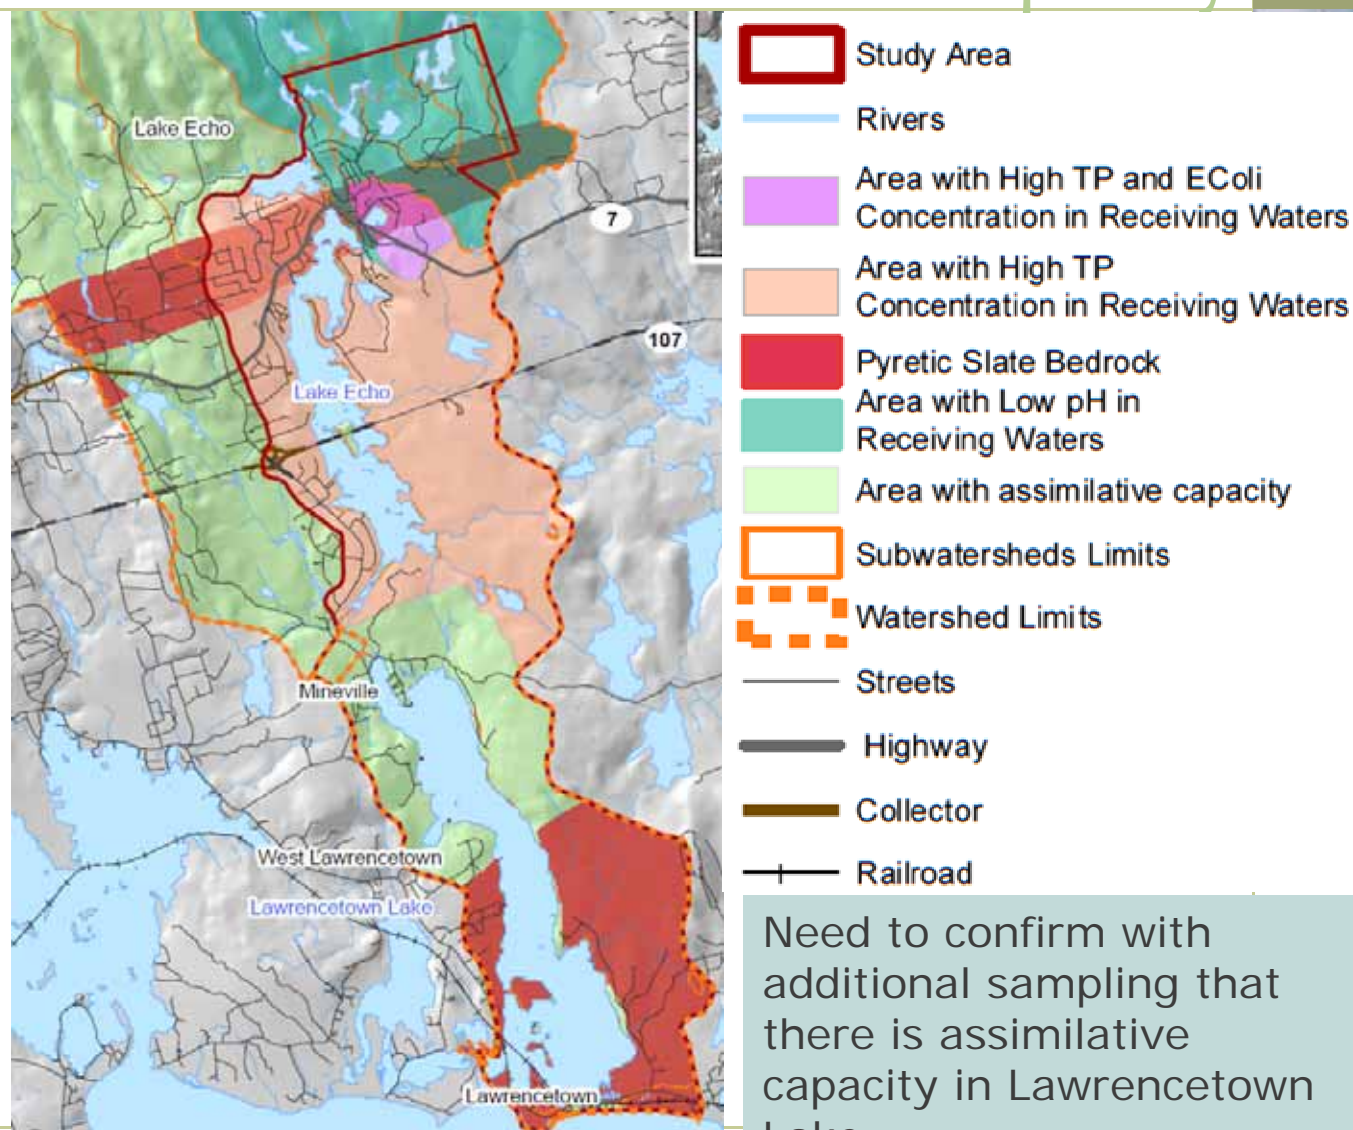 Lake Echo
7
107
Lake Echo
Mineville
West Lawrencetown
Lawrencetown Lake
Lawrencetown
Study Area
Rivers
Area with High TP and EColi
Concentration in Receiving Waters
Area with High TP
Concentration in Receiving Waters
Pyretic Slate Bedrock
Area with Low pH in
Receiving Waters
Area with assimilative capacity
Subwatersheds Limits
Watershed Limits
Streets
Highway
Collector
Railroad
Need to confirm with
additional sampling that
there is assimilative
capacity in Lawrencetown